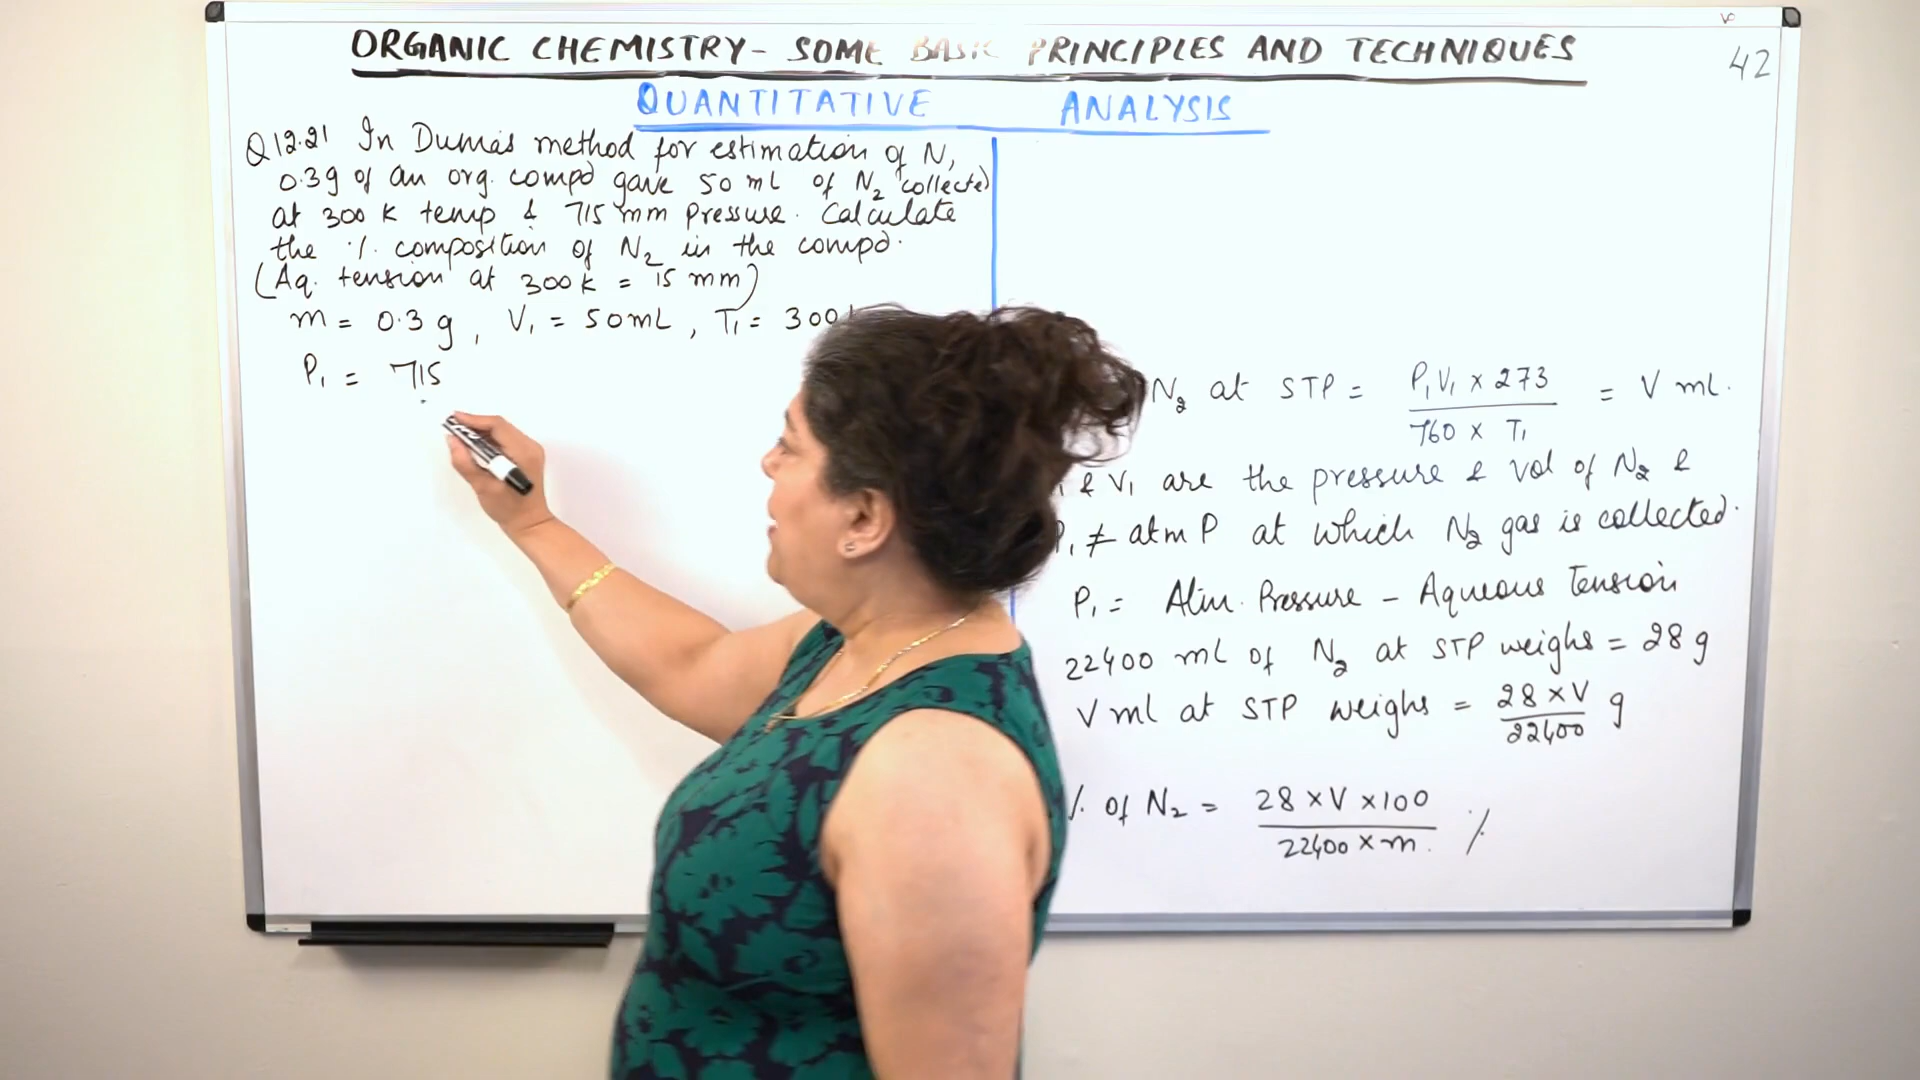 ORGANIC CHEMISTRY - SOME BASIC PRINCIPLES AND TECHNIQUES
42
QUANTITATIVE ANALYSIS
Q12.21 In Duma's method for estimation of N,
0.3g of an org. compd gave 50 mL of N₂ collected
at 300 K temp & 715 mm pressure. Calculate
the % composition of N₂ in the compd.
(Aq. tension at 300K = 15 mm)
m = 0.3 g, V₁ = 50mL, T₁ = 300
P₁ = 715
N₂ at STP = P₁V₁ x 273 / 760 x T₁ = V ml.
& V₁ are the pressure & vol of N₂ &
P₁ ≠ atm P at which N₂ gas is collected.
P₁ = Atm. Pressure - Aqueous Tension
22400 ml of N₂ at STP weighs = 28 g
V ml at STP weighs = 28 x V / 22400 g
% of N₂ = 28 x V x 100 / 22400 x m. %